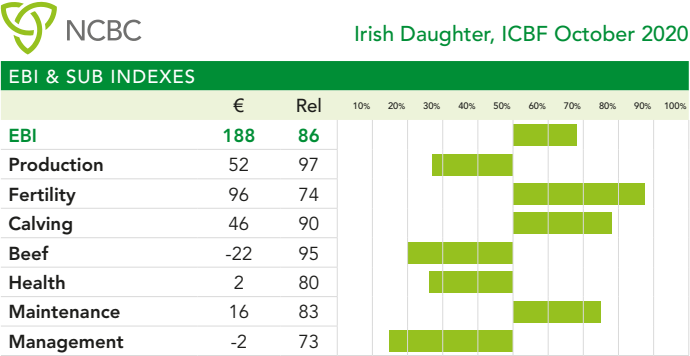 NCBC
Irish Daughter, ICBF October 2020
EBI & SUB INDEXES
€ Rel 10% 20% 30% 40% 50% 60% 70% 80% 90% 100%
EBI 188 86
Production 52 97
Fertility 96 74
Calving 46 90
Beef -22 95
Health 2 80
Maintenance 16 83
Management -2 73